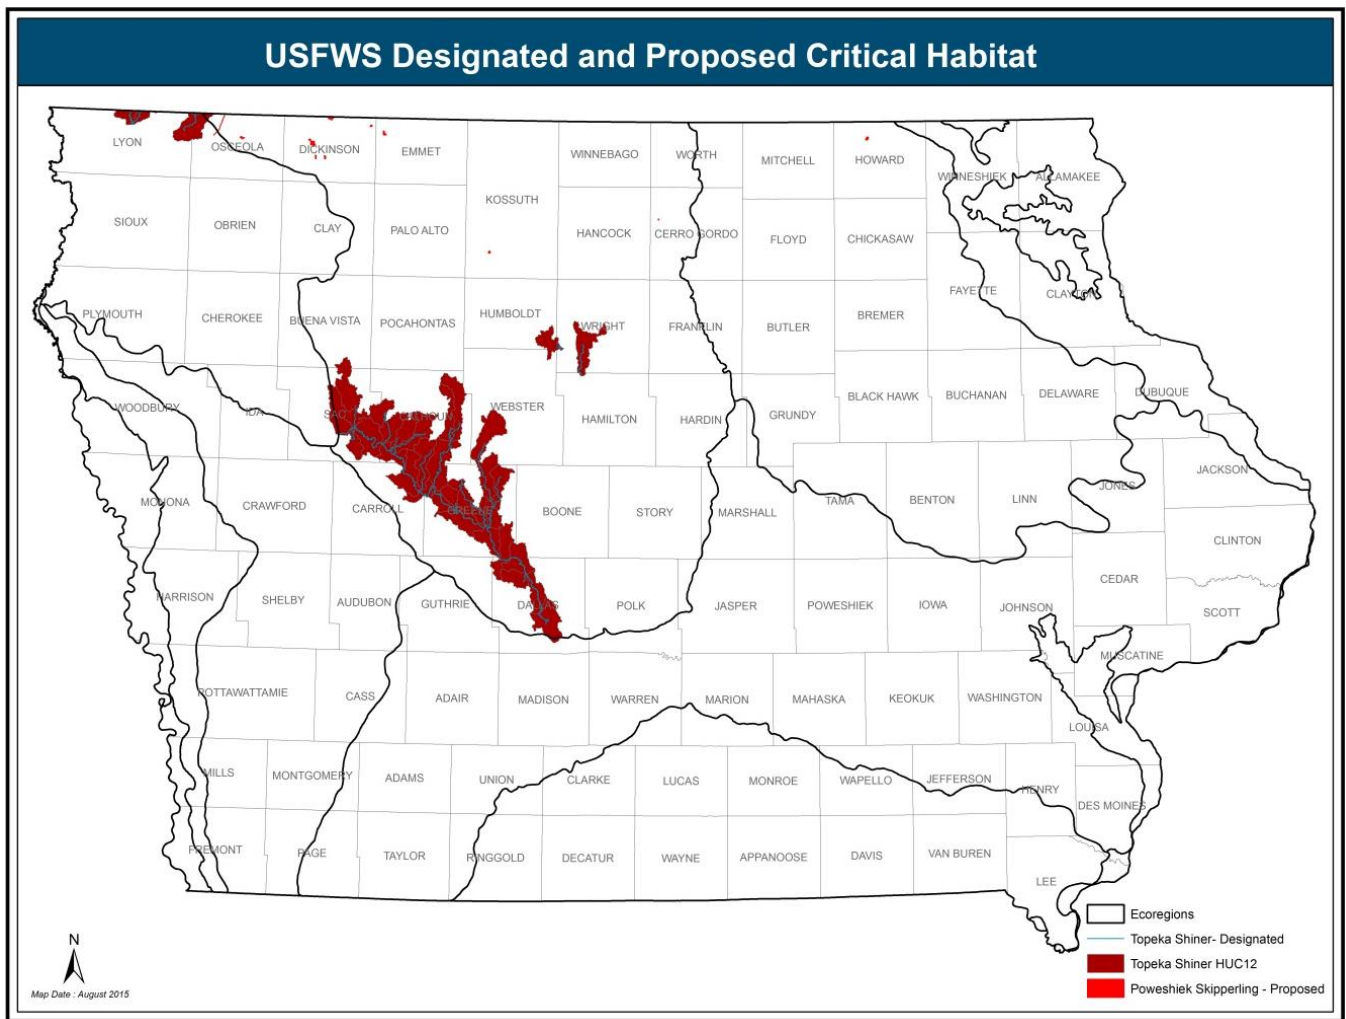 USFWS Designated and Proposed Critical Habitat
LYON
OSCEOLA
DICKINSON
EMMET
WINNEBAGO
WORTH
MITCHELL
HOWARD
WINNESHIEK
ALLAMAKEE
KOSSUTH
SIOUX
OBRIEN
CLAY
PALO ALTO
HANCOCK
CERRO GORDO
FLOYD
CHICKASAW
FAYETTE
CLAYTON
PLYMOUTH
CHEROKEE
BUENA VISTA
POCAHONTAS
HUMBOLDT
WRIGHT
FRANKLIN
BUTLER
BREMER
WOODBURY
IDA
SAC
CALHOUN
WEBSTER
HAMILTON
HARDIN
GRUNDY
BLACK HAWK
BUCHANAN
DELAWARE
DUBUQUE
JACKSON
MONONA
CRAWFORD
CARROLL
GREENE
BOONE
STORY
MARSHALL
TAMA
BENTON
LINN
JONES
CLINTON
HARRISON
SHELBY
AUDUBON
GUTHRIE
DALLAS
POLK
JASPER
POWESHIEK
IOWA
JOHNSON
CEDAR
SCOTT
MUSCATINE
POTTAWATTAMIE
CASS
ADAIR
MADISON
WARREN
MARION
MAHASKA
KEOKUK
WASHINGTON
LOUISA
MILLS
MONTGOMERY
ADAMS
UNION
CLARKE
LUCAS
MONROE
WAPELLO
JEFFERSON
HENRY
DES MOINES
FREMONT
PAGE
TAYLOR
RINGGOLD
DECATUR
WAYNE
APPANOOSE
DAVIS
VAN BUREN
LEE
Ecoregions
Topeka Shiner- Designated
Topeka Shiner HUC12
Poweshiek Skipperling - Proposed
N
Map Date : August 2015